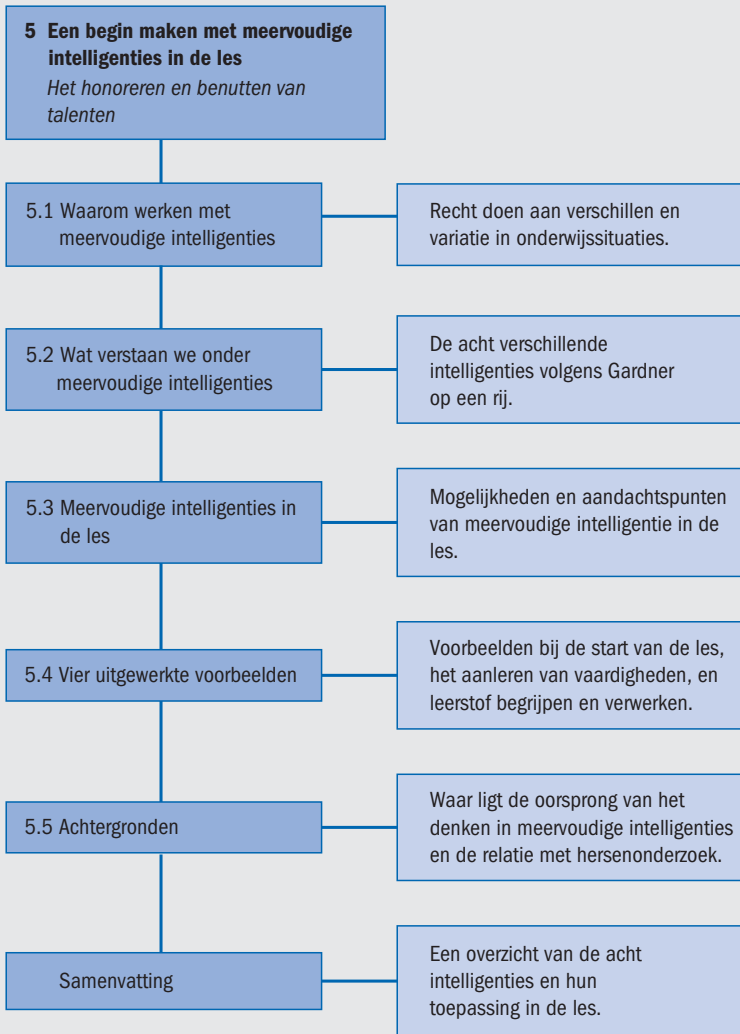 5 Een begin maken met meervoudige
intelligenties in de les
Het honoreren en benutten van
talenten
5.1 Waarom werken met
meervoudige intelligenties
Recht doen aan verschillen en
variatie in onderwijssituaties.
5.2 Wat verstaan we onder
meervoudige intelligenties
De acht verschillende
intelligenties volgens Gardner
op een rij.
5.3 Meervoudige intelligenties in
de les
Mogelijkheden en aandachtspunten
van meervoudige intelligentie in de
les.
5.4 Vier uitgewerkte voorbeelden
Voorbeelden bij de start van de les,
het aanleren van vaardigheden, en
leerstof begrijpen en verwerken.
5.5 Achtergronden
Waar ligt de oorsprong van het
denken in meervoudige intelligenties
en de relatie met hersenonderzoek.
Samenvatting
Een overzicht van de acht
intelligenties en hun
toepassing in de les.